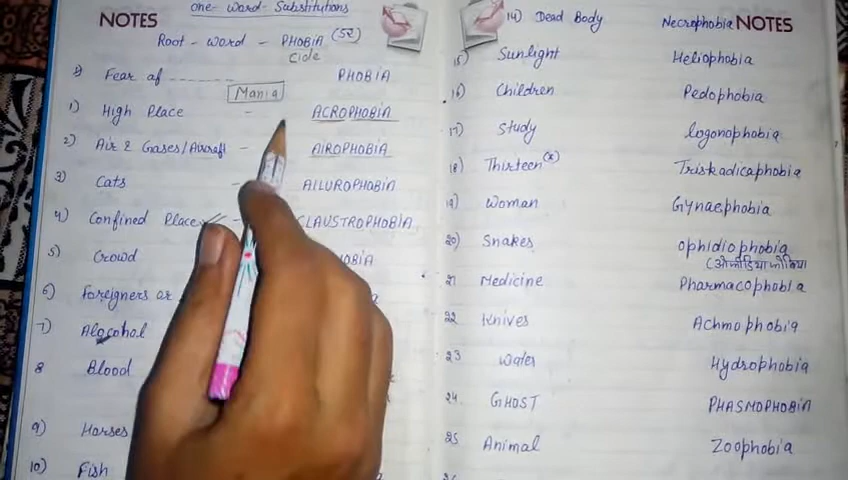 NOTES
One-Word-Substitutions
Root-Word - PHOBIA (52)
Cide
Fear of ------- PHOBIA
Mania
1) High Place - ACROPHOBIA
2) Air & Gases/Aircraft - AIROPHOBIA
3) Cats - AILUROPHOBIA
4) Confined Place - CLAUSTROPHOBIA
5) Crowd
6) Foreigners or
7) Alocohol
8 Blood
9) Horses
10) Fish
NOTES
14) Dead Body Necrophobia
15) Sunlight Heliophobia
16) Children Pedophobia
17) Study logonophobia
18) Thirteen (*) Triskadicaphobia
19) Woman Gynaephobia
20) Snakes ophidiophobia
(ओफीडियाफोबिया
21 Medicine Pharmacophobia
22 Knives Achmophobia
23 Water Hydrophobia
24 GHOST PHASMOPHOBIA
25 Animal Zoophobia